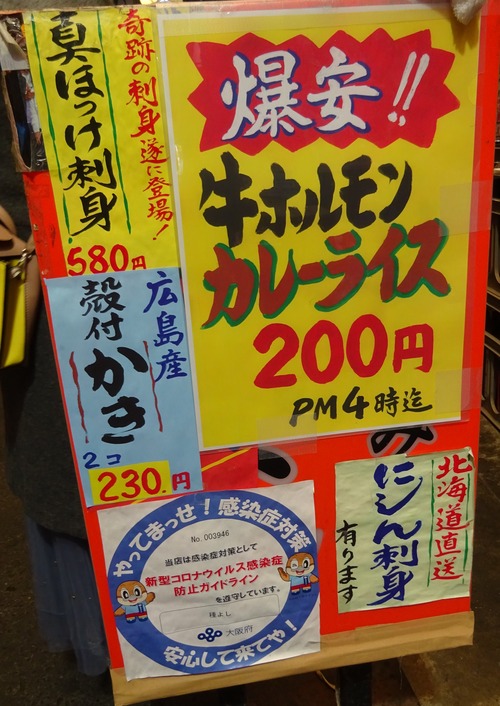 奇跡の刺身遂に登場!
真ほっけ刺身
580円
爆安!!
牛ホルモン
カレーライス
200円
PM4時迄
広島産
殻付かき
2コ
230.円
み
北海道直送
にしん刺身
有ります
やってまっせ!感染症対策
No.003946
当店は感染症対策として
新型コロナウイルス感染症
防止ガイドライン
を遵守しています。
種よし
大阪府
安心して来てや!